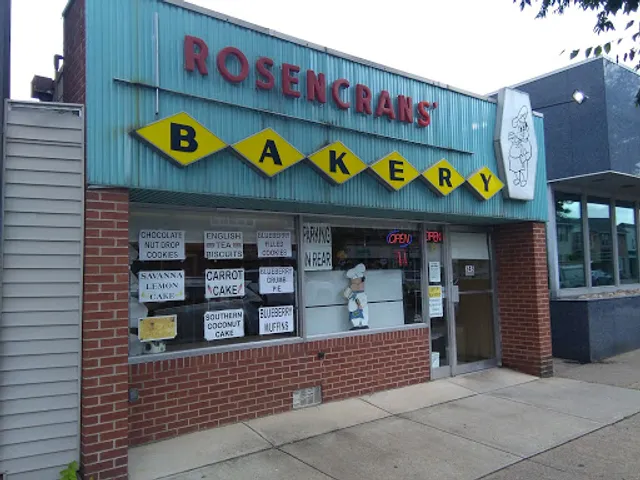 ROSENCRANS'
BAKERY
CHOCOLATE
NUT DROP
COOKIES
ENGLISH
TEA
BISCUITS
BLUEBERRY
FILLED
COOKIES
PARKING
IN REAR
SAVANNA
LEMON
CAKE
CARROT
CAKE
BLUEBERRY
CRUMB
PIE
SOUTHERN
COCONUT
CAKE
BLUEBERRY
MUFFINS
OPEN
OPEN